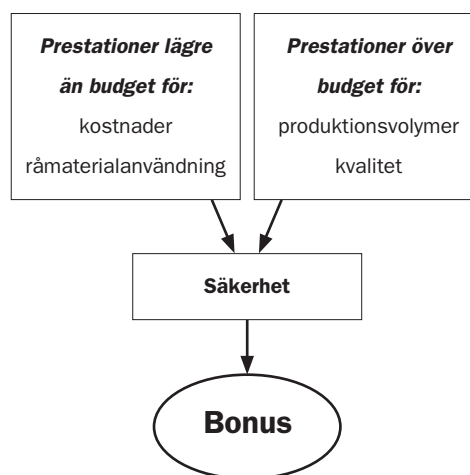 Prestationer lägre
än budget för:
kostnader
råmaterialanvändning
Prestationer över
budget för:
produktionsvolymer
kvalitet
Säkerhet
Bonus